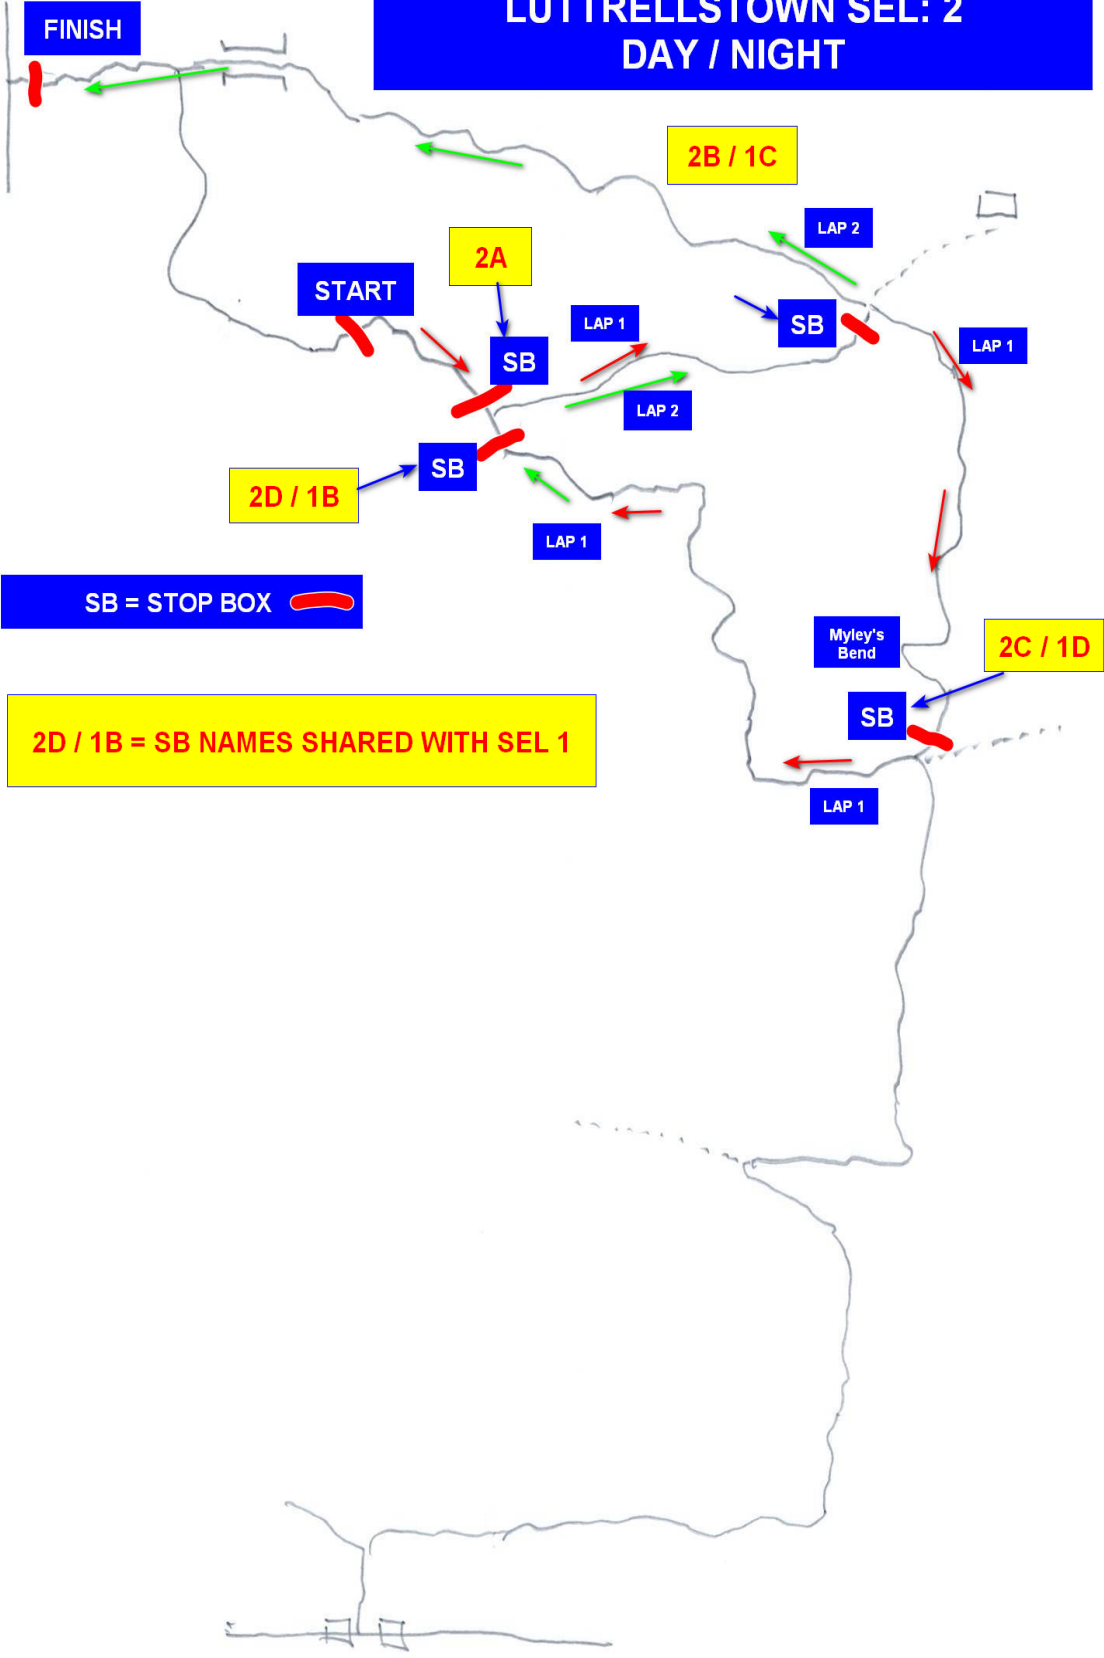 LUTTRELLSTOWN SEL: 2
DAY / NIGHT
FINISH
2B / 1C
LAP 2
2A
START
LAP 1
SB
SB
LAP 1
LAP 2
SB
2D / 1B
LAP 1
SB = STOP BOX
Myley's
Bend
2C / 1D
SB
2D / 1B = SB NAMES SHARED WITH SEL 1
LAP 1